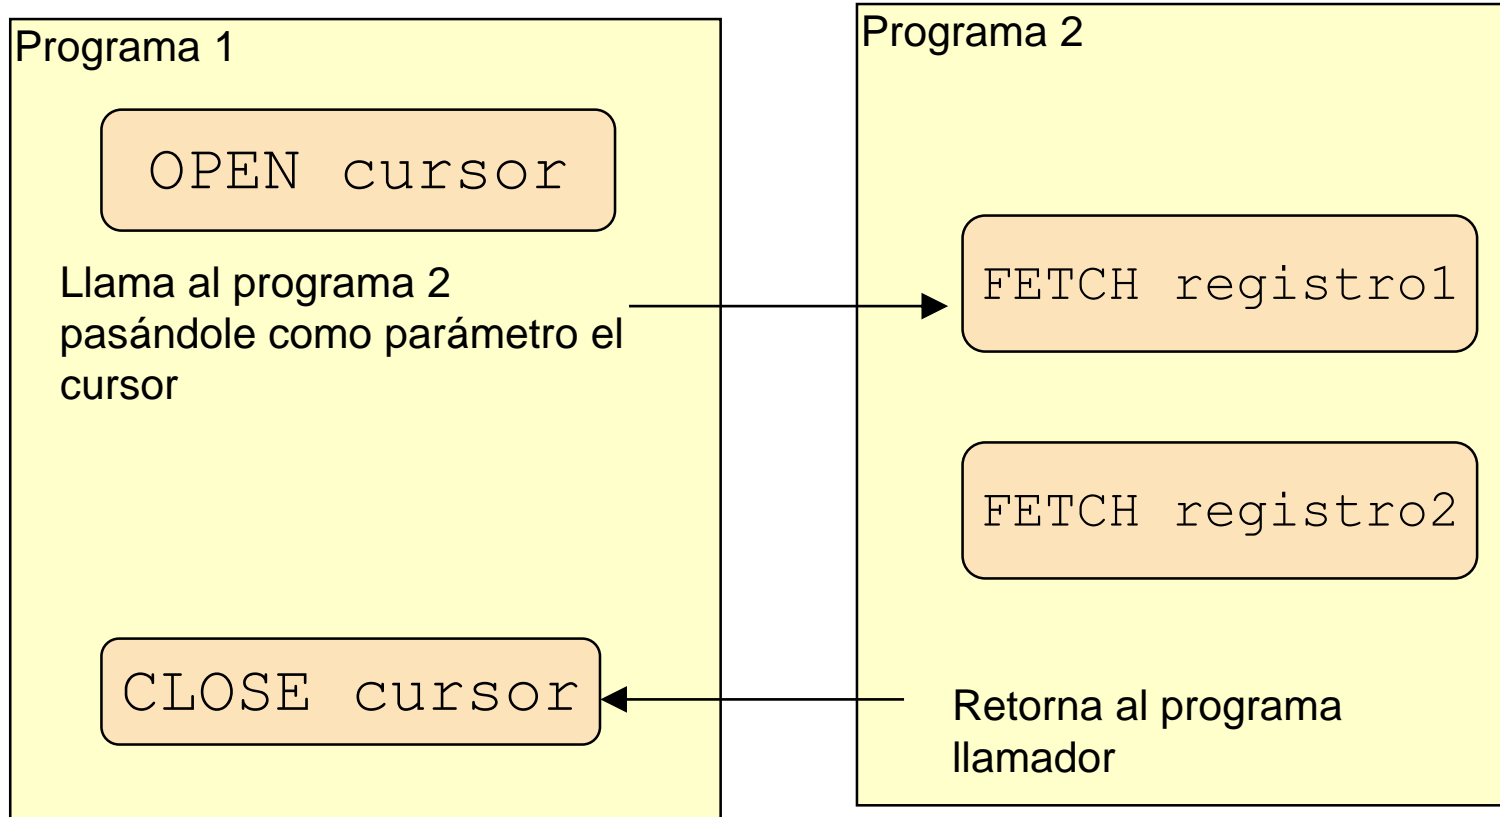 Programa 1
OPEN cursor
Llama al programa 2
pasándole como parámetro el
cursor
CLOSE cursor
Programa 2
FETCH registro1
FETCH registro2
Retorna al programa
llamador